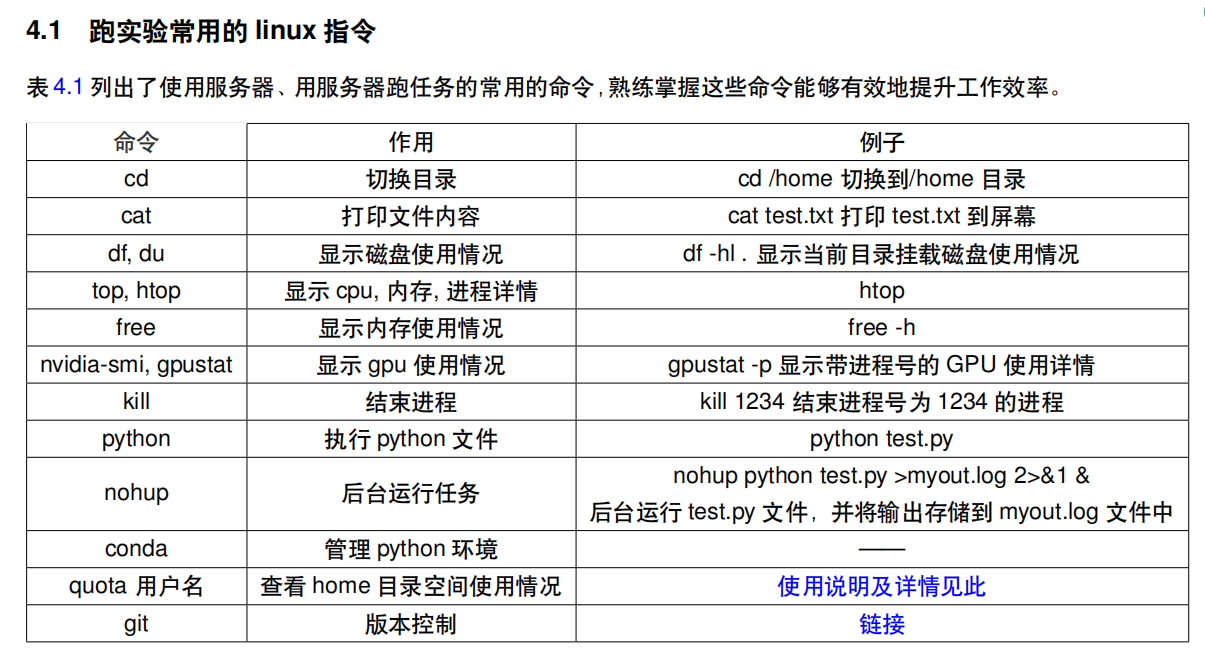 4.1 跑实验常用的 linux 指令
表 4.1 列出了使用服务器、用服务器跑任务的常用的命令,熟练掌握这些命令能够有效地提升工作效率。
命令 作用 例子
cd 切换目录 cd /home 切换到/home 目录
cat 打印文件内容 cat test.txt 打印 test.txt 到屏幕
df, du 显示磁盘使用情况 df -hl . 显示当前目录挂载磁盘使用情况
top, htop 显示 cpu, 内存, 进程详情 htop
free 显示内存使用情况 free -h
nvidia-smi, gpustat 显示 gpu 使用情况 gpustat -p 显示带进程号的 GPU 使用详情
kill 结束进程 kill 1234 结束进程号为 1234 的进程
python 执行 python 文件 python test.py
nohup 后台运行任务 nohup python test.py >myout.log 2>&1 &
后台运行 test.py 文件，并将输出存储到 myout.log 文件中
conda 管理 python 环境 ——
quota 用户名 查看 home 目录空间使用情况 使用说明及详情见此
git 版本控制 链接